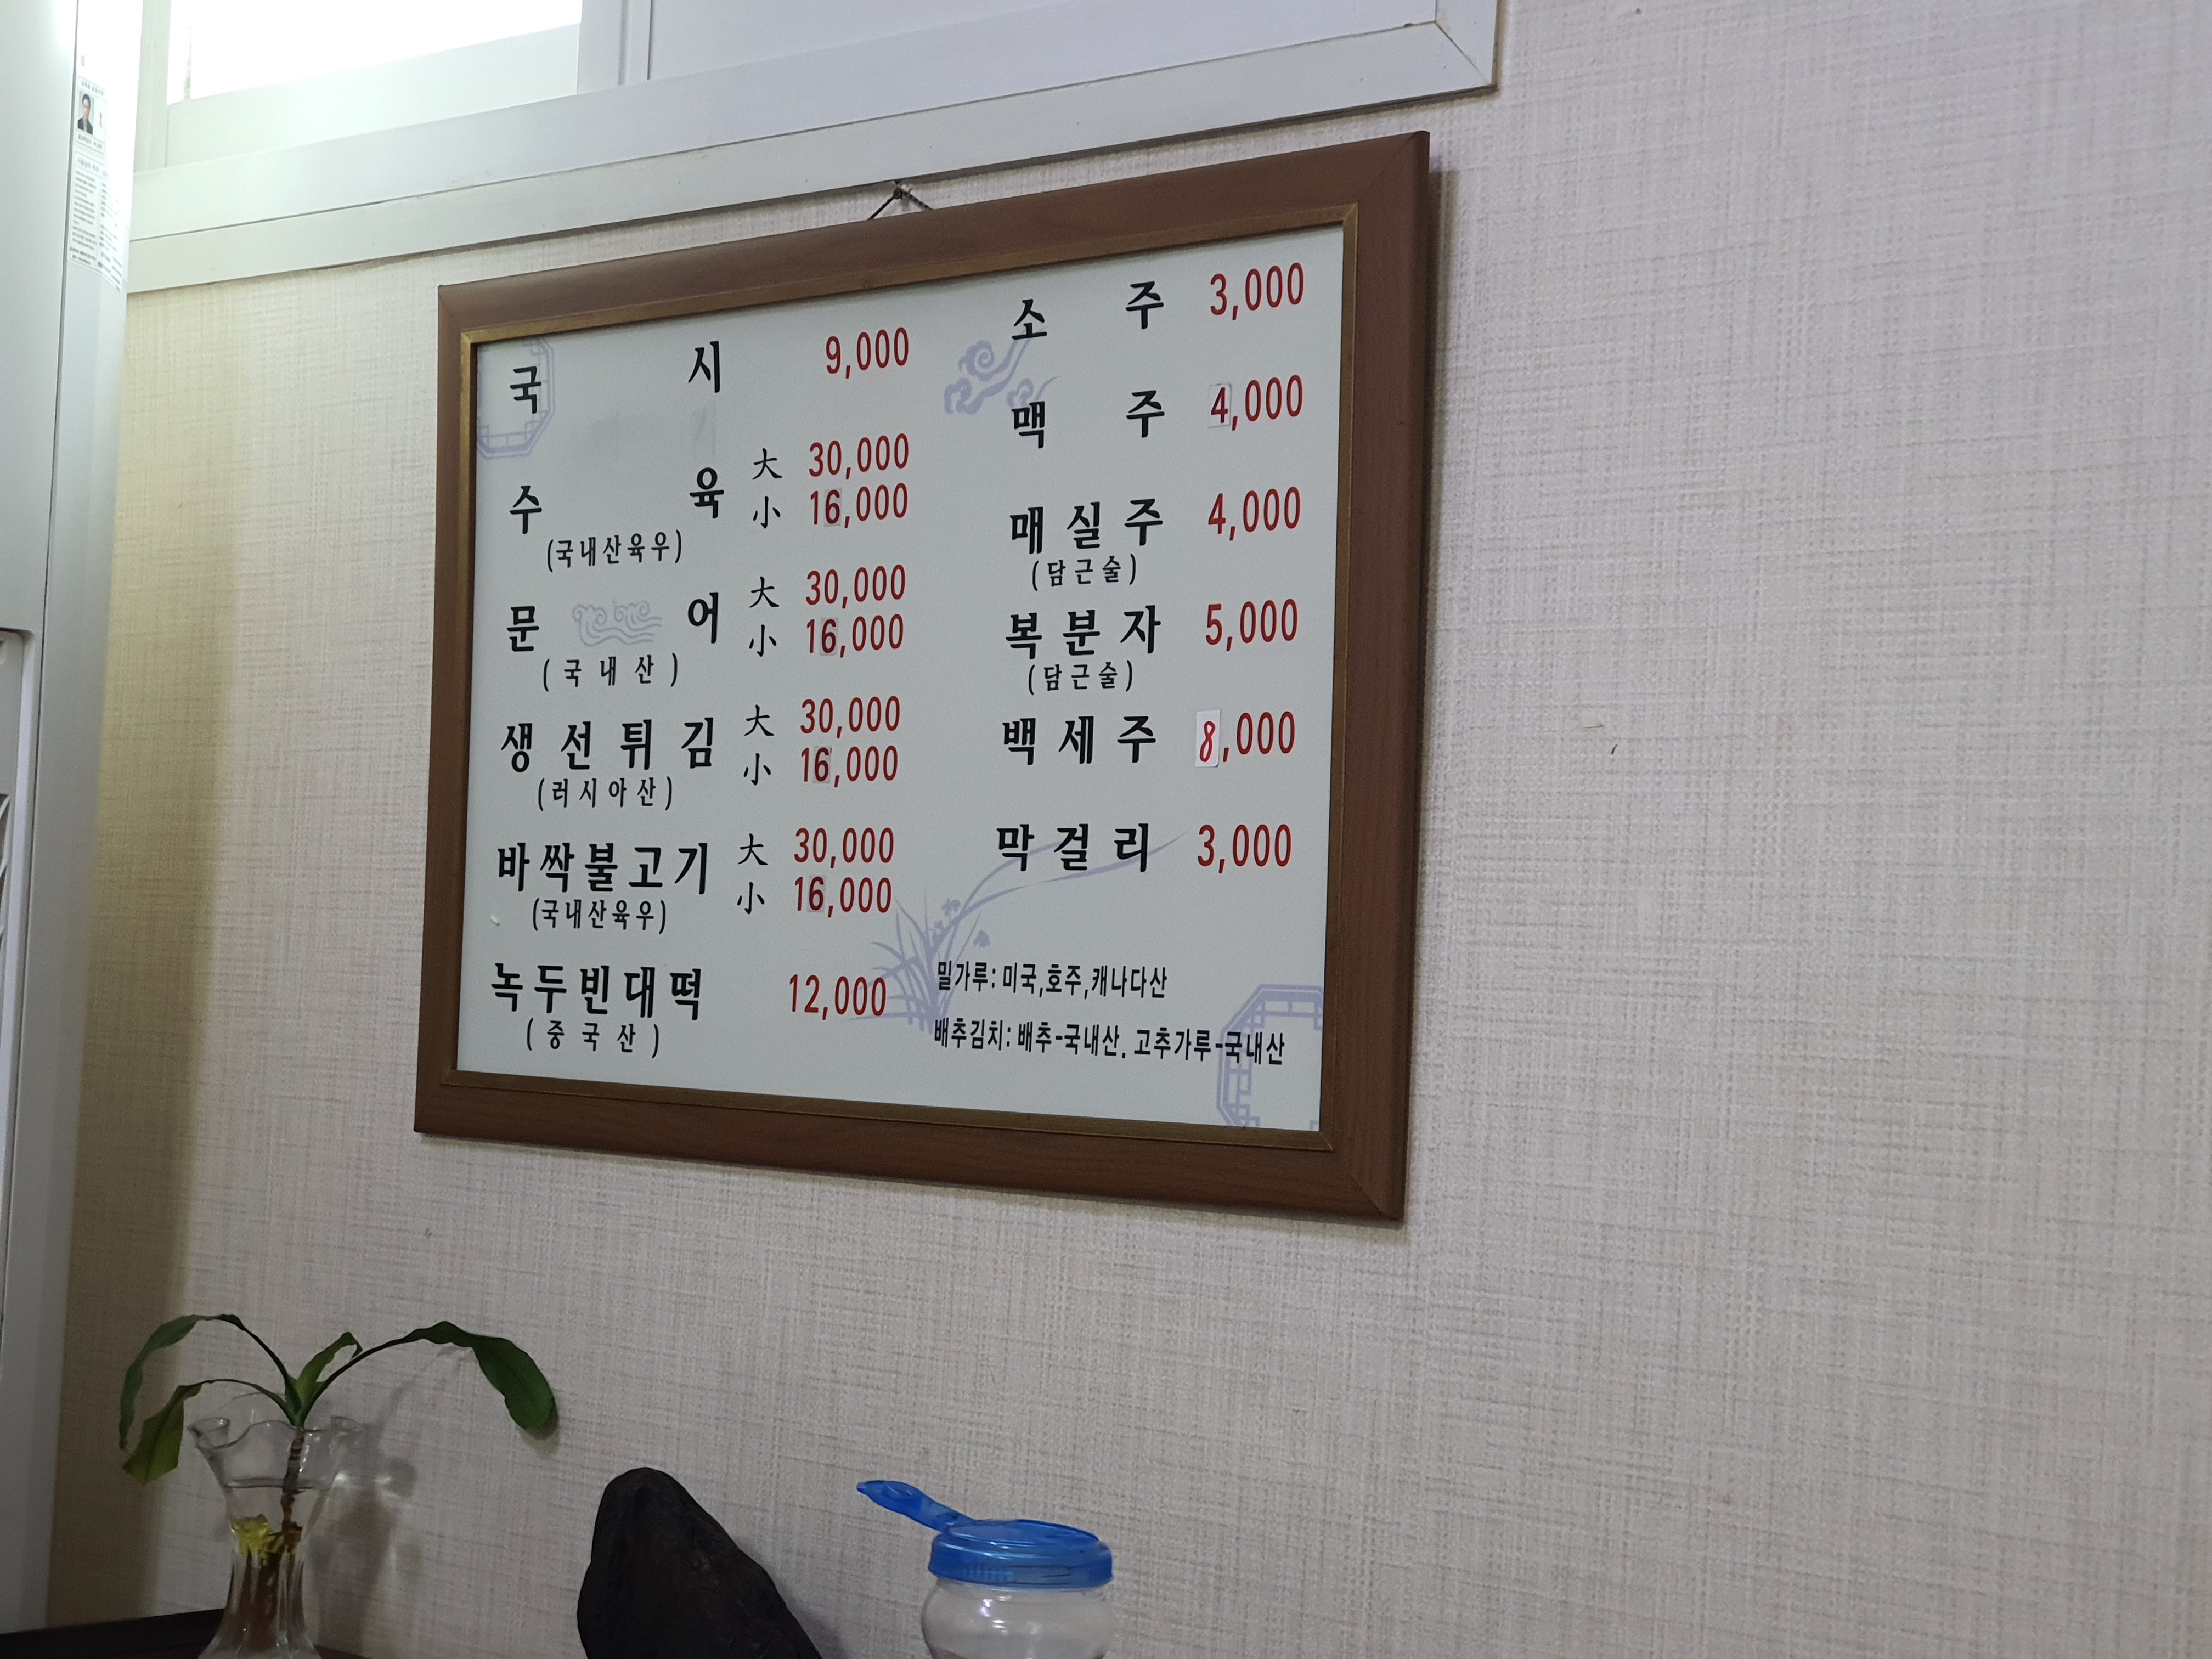 국시 9,000
수육 大 30,000
小 16,000
(국내산육우)
문어 大 30,000
小 16,000
(국내산)
생선튀김 大 30,000
小 16,000
(러시아산)
바싹불고기 大 30,000
小 16,000
(국내산육우)
녹두빈대떡 12,000
(중국산)
소주 3,000
맥주 4,000
매실주 4,000
(담근술)
복분자 5,000
(담근술)
백세주 8,000
막걸리 3,000
밀가루: 미국,호주,캐나다산
배추김치: 배추-국내산. 고추가루-국내산